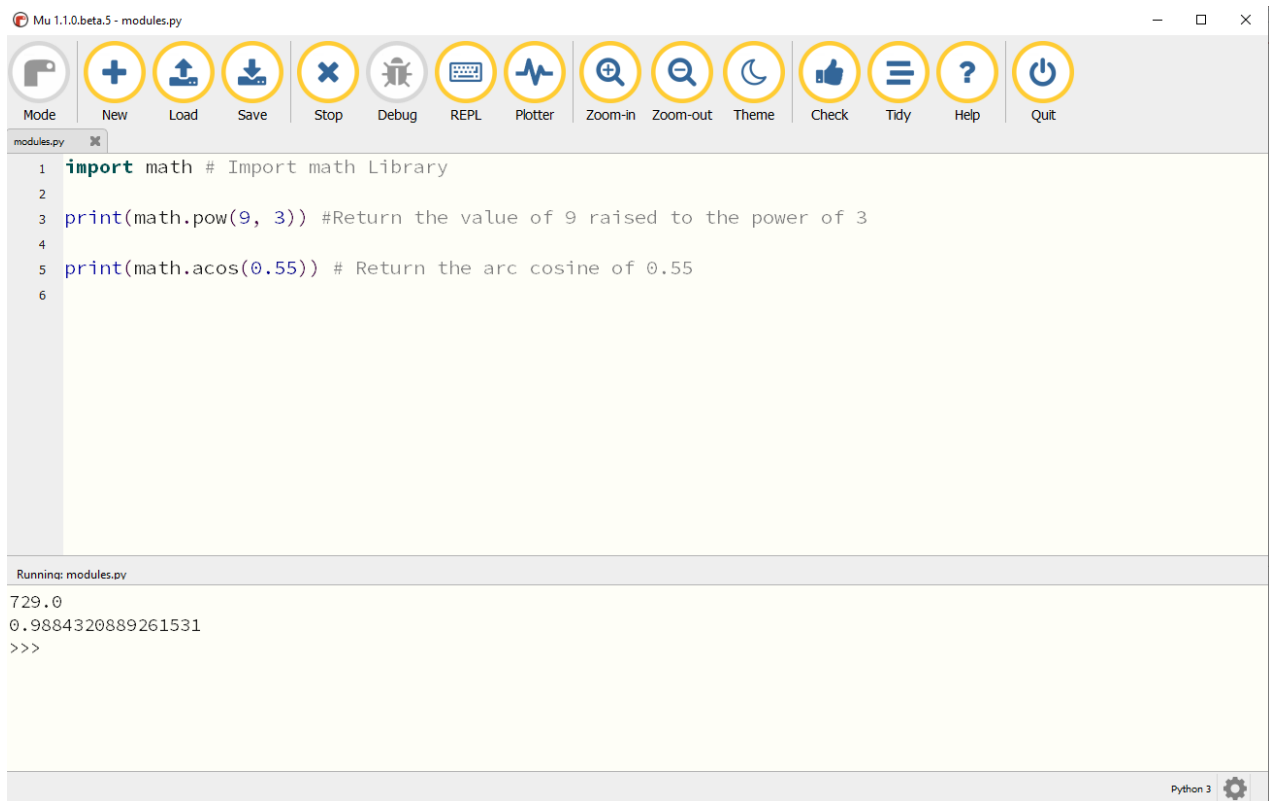 Mu 1.1.0.beta.5 - modules.py
Mode New Load Save Stop Debug REPL Plotter Zoom-in Zoom-out Theme Check Tidy Help Quit
modules.py
1 import math # Import math Library
2
3 print(math.pow(9, 3)) #Return the value of 9 raised to the power of 3
4
5 print(math.acos(0.55)) # Return the arc cosine of 0.55
6
Running: modules.py
729.0
0.9884320889261531
>>>
Python 3